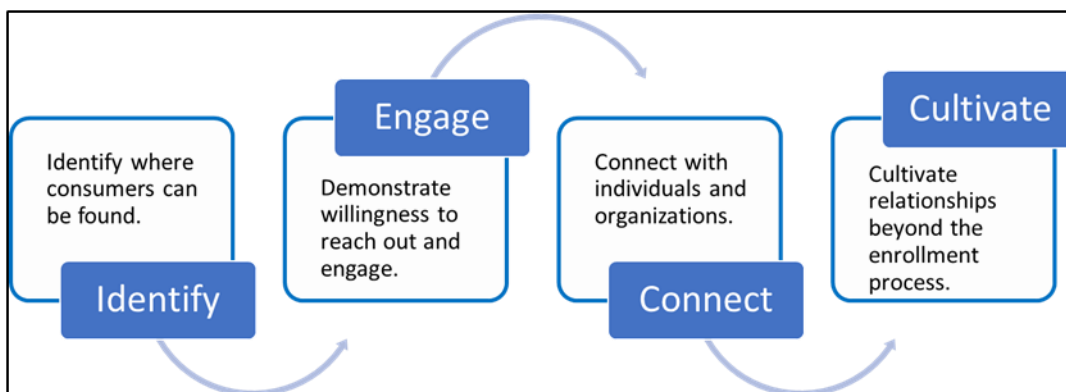 Identify where
consumers can
be found.
Identify
Engage
Demonstrate
willingness to
reach out and
engage.
Connect with
individuals and
organizations.
Connect
Cultivate
Cultivate
relationships
beyond the
enrollment
process.